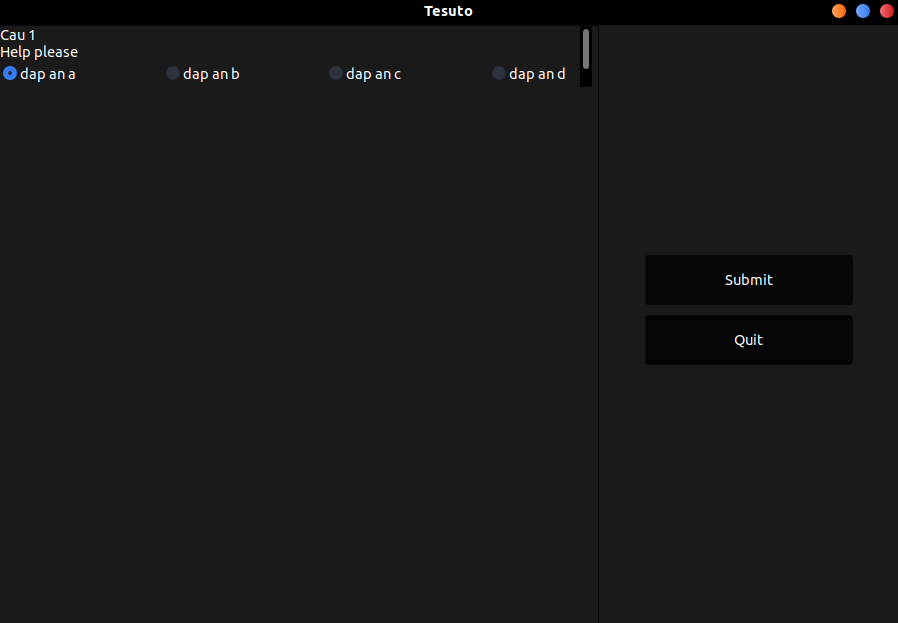 Tesuto
Cau 1
Help please
dap an a dap an b dap an c dap an d
Submit
Quit